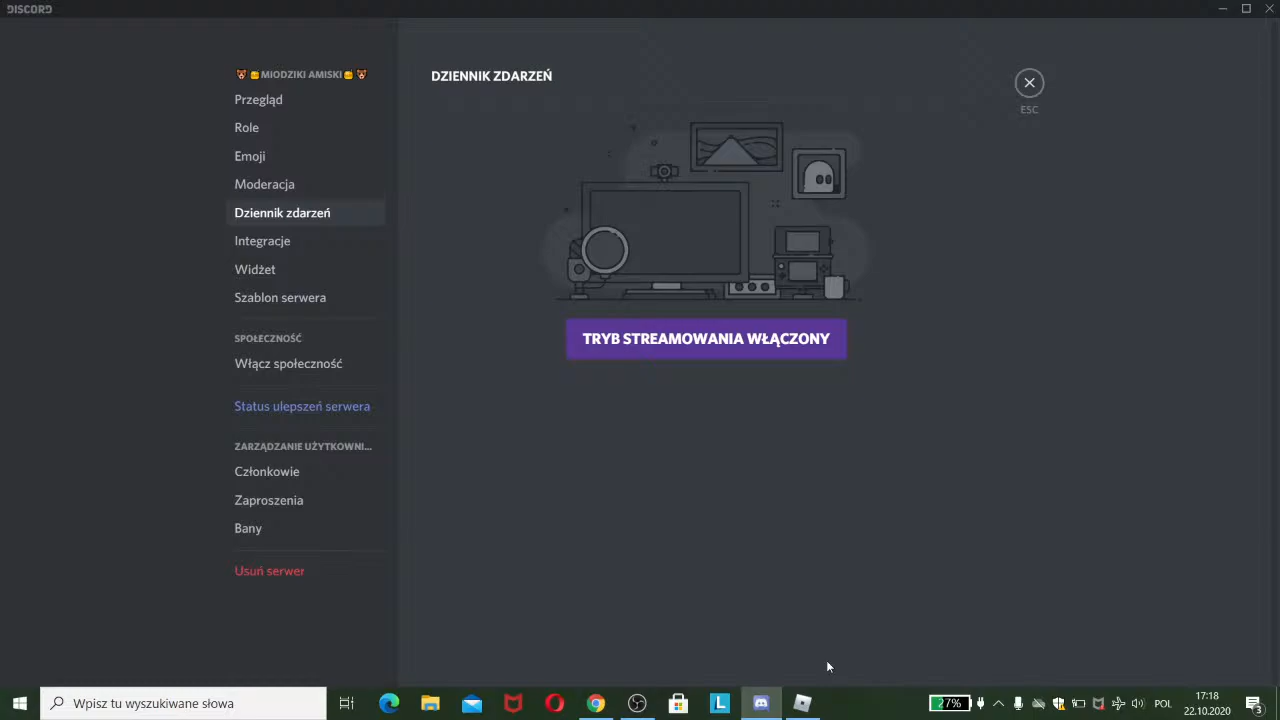 DISCORD
🐻🍯MIODZIKI AMISKI🍯🐻
Przegląd
Role
Emoji
Moderacja
Dziennik zdarzeń
Integracje
Widżet
Szablon serwera
SPOŁECZNOŚĆ
Włącz społeczność
Status ulepszeń serwera
ZARZĄDZANIE UŻYTKOWNI...
Członkowie
Zaproszenia
Bany
Usuń serwer
DZIENNIK ZDARZEŃ
ESC
TRYB STREAMOWANIA WŁĄCZONY
Wpisz tu wyszukiwane słowa
L
27%
POL
17:18
22.10.2020
3